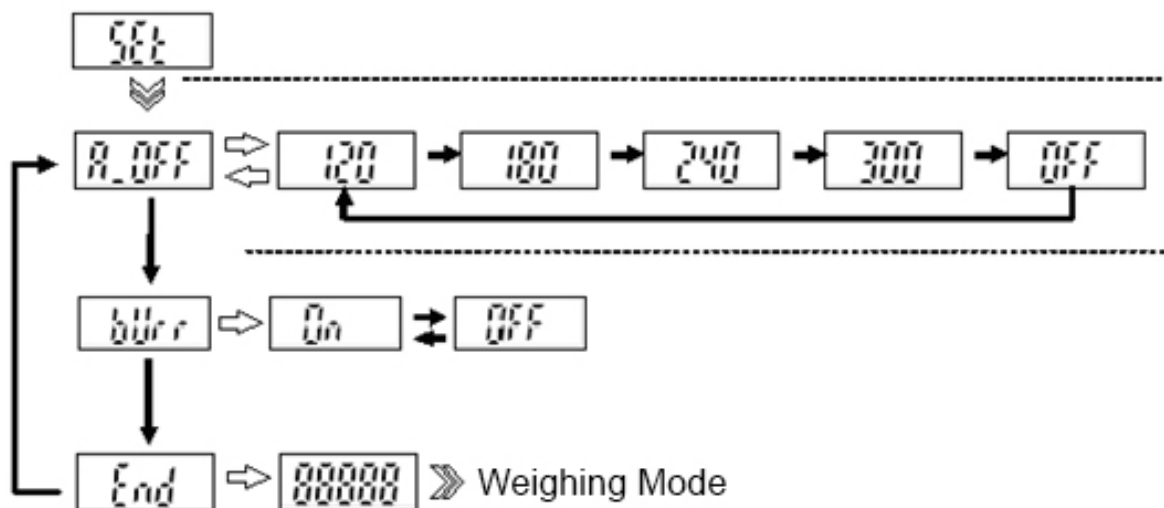 SEt
A_OFF 120 180 240 300 OFF
bUrr On OFF
End 88888 Weighing Mode